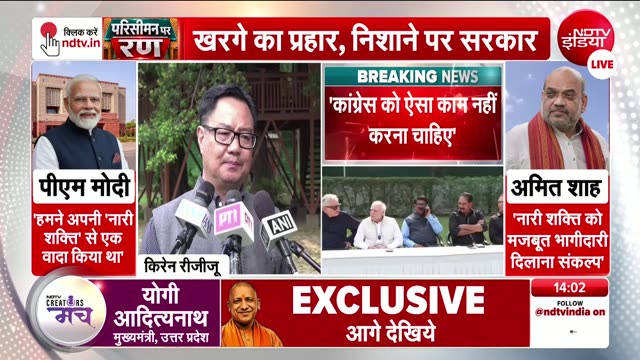 क्लिक करें
ndtv.in
परिसीमन पर
रण
खरगे का प्रहार, निशाने पर सरकार
NDTV
इंडिया
LIVE
BREAKING NEWS
'कांग्रेस को ऐसा काम नहीं
करना चाहिए'
पीएम मोदी
'हमने अपनी 'नारी
शक्ति' से एक
वादा किया था'
PTI
ANI
किरेन रीजीजू
अमित शाह
'नारी शक्ति को
मजबूत भागीदारी
दिलाना संकल्प'
NDTV
CREATORS
मंच
योगी
आदित्यनाथ
मुख्यमंत्री, उत्तर प्रदेश
EXCLUSIVE
आगे देखिये
14:02
FOLLOW
@ndtvindia on